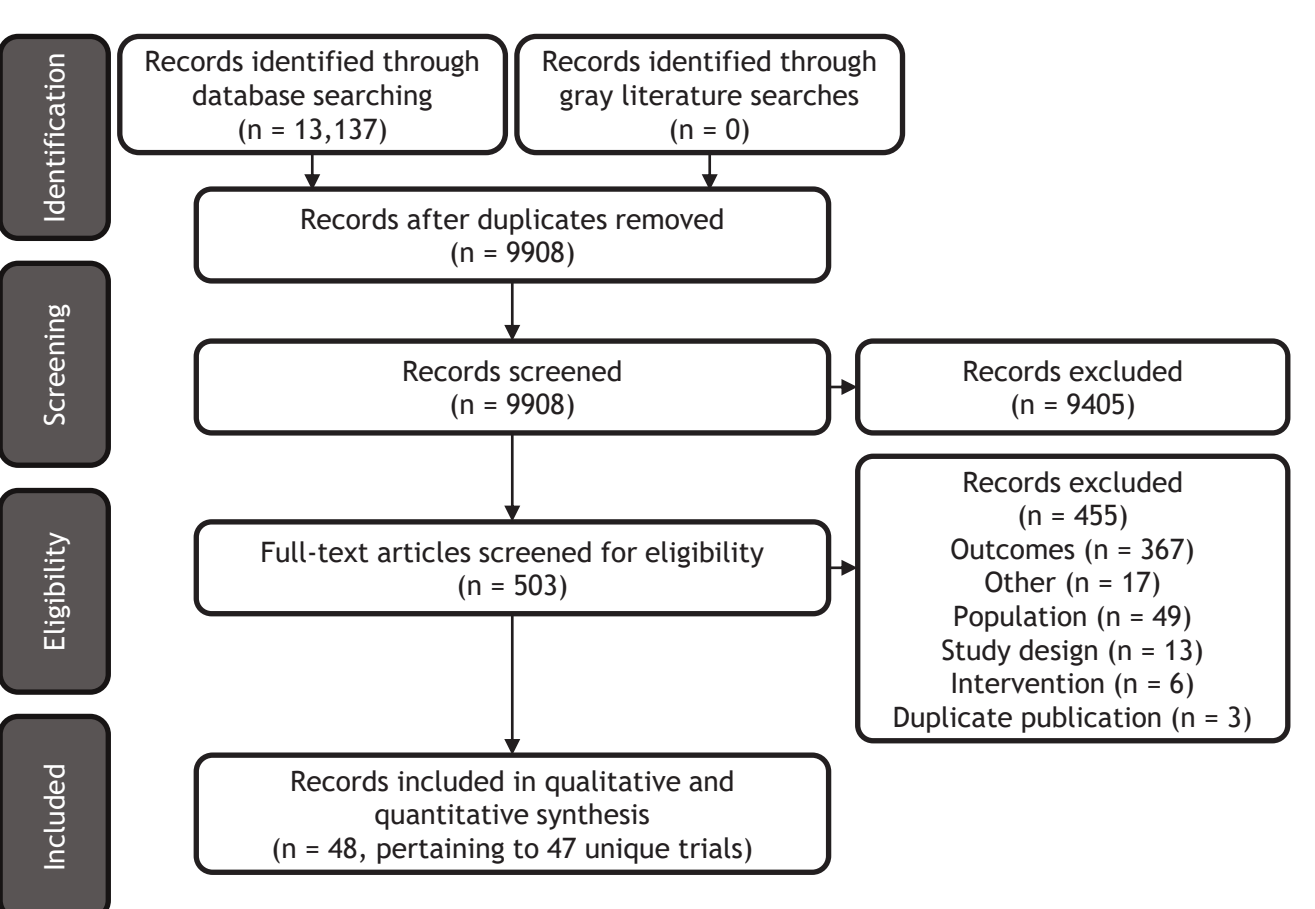 Identification
Records identified through
database searching
(n = 13,137)
Records identified through
gray literature searches
(n = 0)
Records after duplicates removed
(n = 9908)
Screening
Records screened
(n = 9908)
Records excluded
(n = 9405)
Eligibility
Full-text articles screened for eligibility
(n = 503)
Records excluded
(n = 455)
Outcomes (n = 367)
Other (n = 17)
Population (n = 49)
Study design (n = 13)
Intervention (n = 6)
Duplicate publication (n = 3)
Included
Records included in qualitative and
quantitative synthesis
(n = 48, pertaining to 47 unique trials)